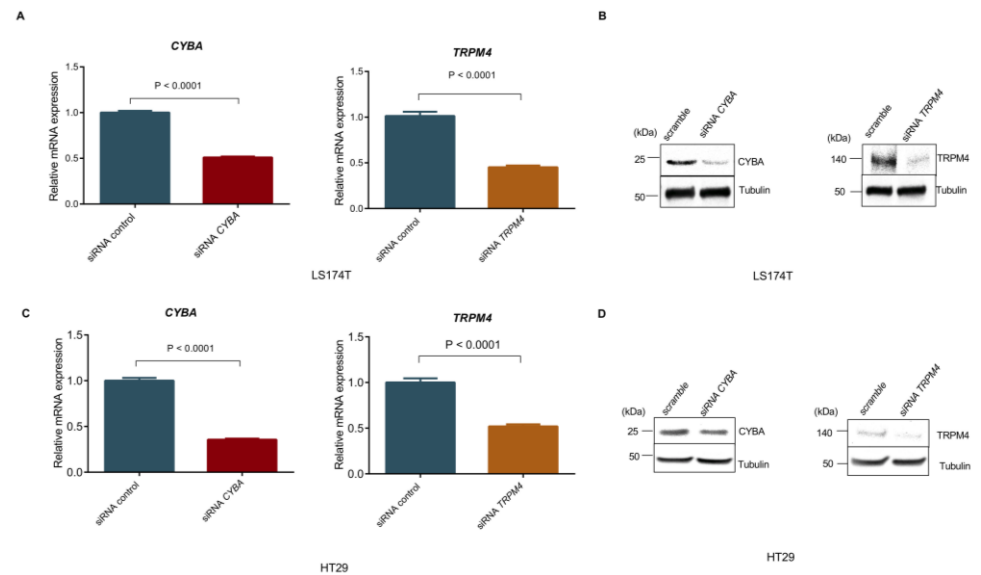 A
CYBA
Relative mRNA expression
1.5
1.0
0.5
0.0
P < 0.0001
siRNA control
siRNA CYBA
TRPM4
Relative mRNA expression
1.5
1.0
0.5
0.0
P < 0.0001
siRNA control
siRNA TRPM4
LS174T
B
(kDa)
scramble
siRNA CYBA
25
CYBA
50
Tubulin
(kDa)
scramble
siRNA TRPM4
140
TRPM4
50
Tubulin
LS174T
C
CYBA
Relative mRNA expression
1.5
1.0
0.5
0.0
P < 0.0001
siRNA control
siRNA CYBA
TRPM4
Relative mRNA expression
1.5
1.0
0.5
0.0
P < 0.0001
siRNA control
siRNA TRPM4
HT29
D
(kDa)
scramble
siRNA CYBA
25
CYBA
50
Tubulin
(kDa)
scramble
siRNA TRPM4
140
TRPM4
50
Tubulin
HT29